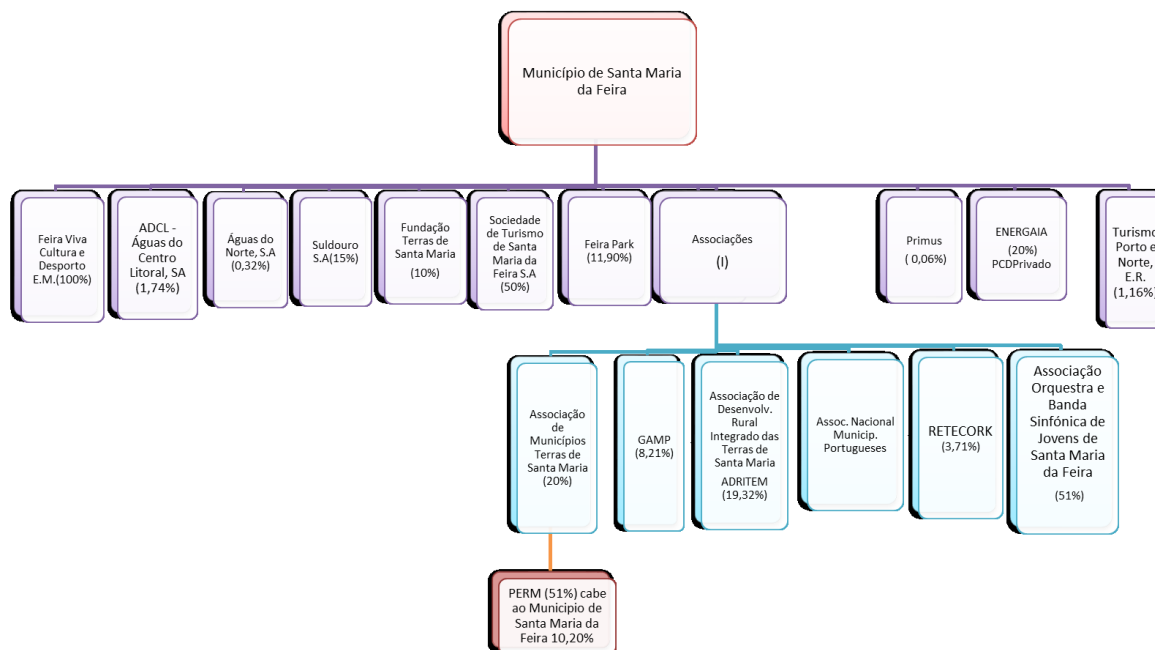 Município de Santa Maria
da Feira
Feira Viva
Cultura e
Desporto
E.M.(100%)
ADCL -
Águas do
Centro
Litoral, SA
(1,74%)
Águas do
Norte, S.A
(0,32%)
Suldouro
S.A(15%)
Fundação
Terras de
Santa Maria
(10%)
Sociedade
de Turismo
de Santa
Maria da
Feira S.A
(50%)
Feira Park
(11,90%)
Associações
(I)
Primus
( 0,06%)
ENERGAIA
(20%)
PCDPrivado
Turismo
Porto e
Norte,
E.R.
(1,16%)
Associação
de
Municípios
Terras de
Santa Maria
(20%)
GAMP
(8,21%)
Associação de
Desenvolv.
Rural
Integrado das
Terras de
Santa Maria
ADRITEM
(19,32%)
Assoc. Nacional
Municip.
Portugueses
RETECORK
(3,71%)
Associação
Orquestra e
Banda
Sinfónica de
Jovens de
Santa Maria
da Feira
(51%)
PERM (51%) cabe
ao Municipio de
Santa Maria da
Feira 10,20%